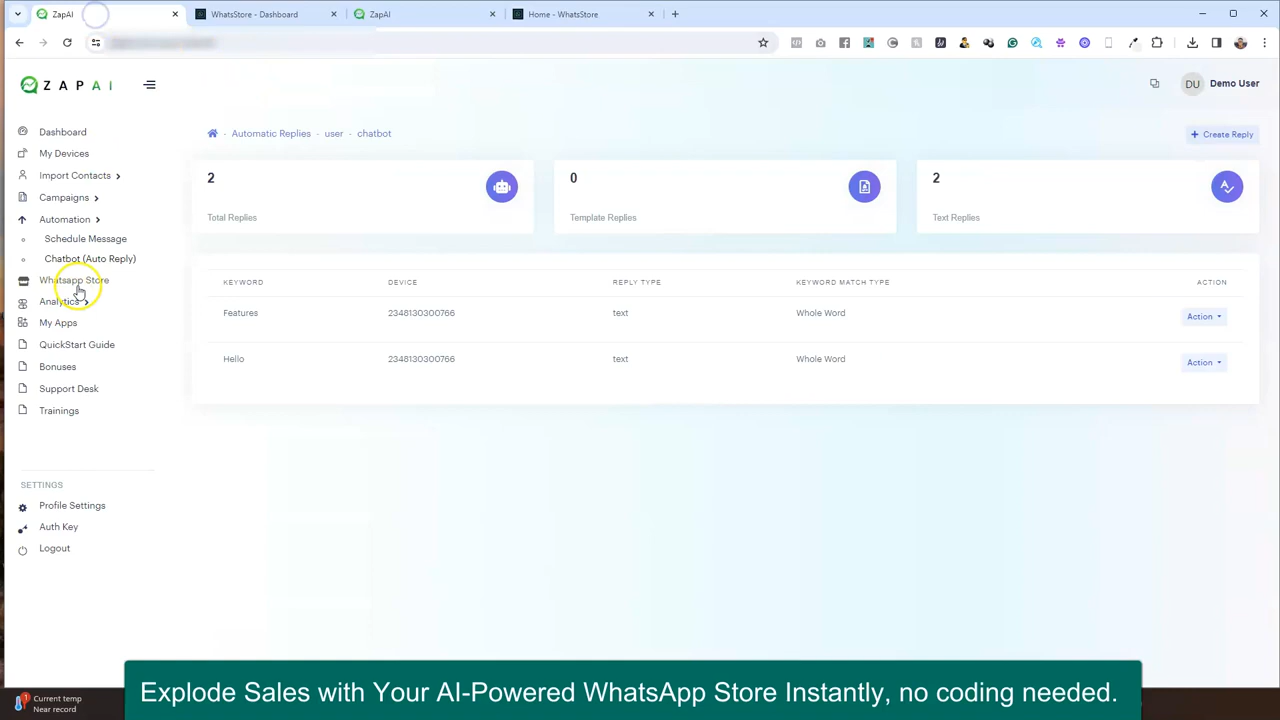 ZapAI
WhatsStore - Dashboard
ZapAI
Home - WhatsStore
ZAPAI
DU
Demo User
Dashboard
My Devices
Import Contacts
Campaigns
Automation
Schedule Message
Chatbot (Auto Reply)
Whatsapp Store
Analytics
My Apps
QuickStart Guide
Bonuses
Support Desk
Trainings
SETTINGS
Profile Settings
Auth Key
Logout
- Automatic Replies - user - chatbot
+ Create Reply
2
Total Replies
0
Template Replies
2
Text Replies
KEYWORD DEVICE REPLY TYPE KEYWORD MATCH TYPE ACTION
Features 2348130300766 text Whole Word Action
Hello 2348130300766 text Whole Word Action
1
Current temp
Near record
Explode Sales with Your AI-Powered WhatsApp Store Instantly, no coding needed.